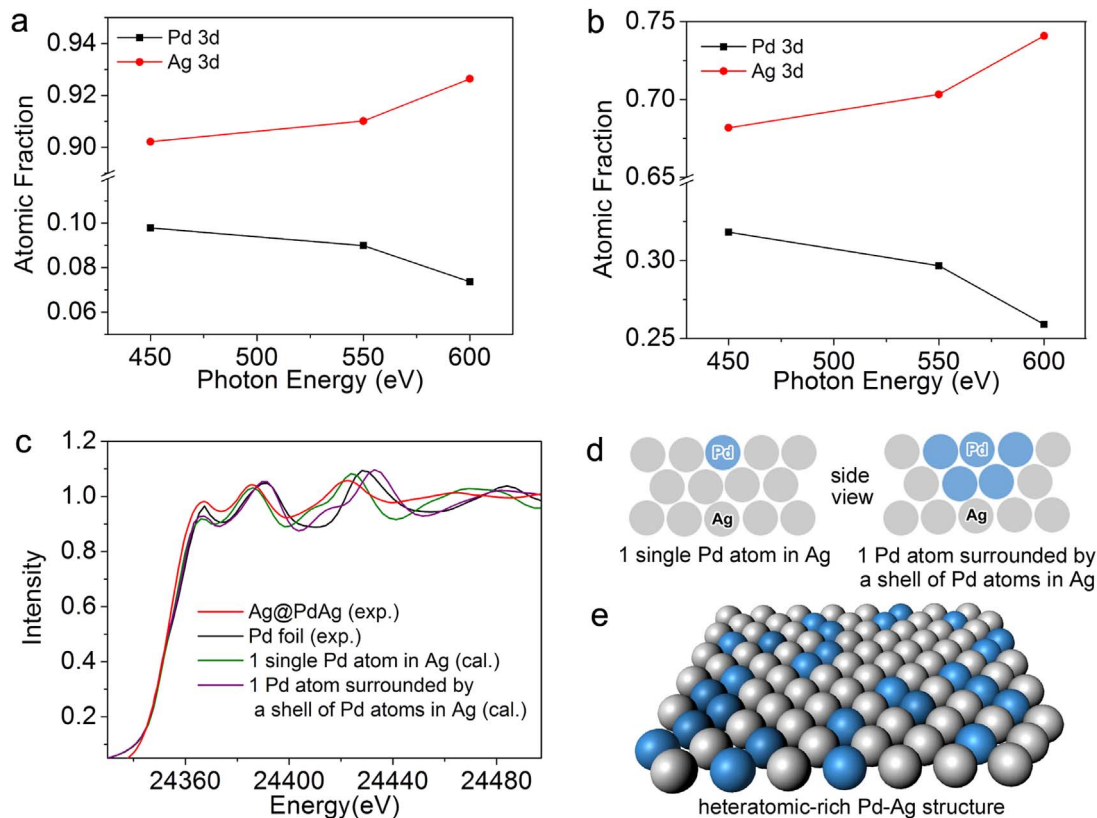 a
Pd 3d
Ag 3d
0.94
0.92
0.90
0.10
0.08
0.06
Atomic Fraction
450
500
550
600
Photon Energy (eV)
b
Pd 3d
Ag 3d
0.75
0.70
0.65
0.30
0.25
Atomic Fraction
450
500
550
600
Photon Energy (eV)
c
1.2
1.0
0.8
0.6
0.4
0.2
Intensity
Ag@PdAg (exp.)
Pd foil (exp.)
1 single Pd atom in Ag (cal.)
1 Pd atom surrounded by
a shell of Pd atoms in Ag (cal.)
24360
24400
24440
24480
Energy(eV)
d
Pd
Ag
1 single Pd atom in Ag
side
view
Pd
Ag
1 Pd atom surrounded by
a shell of Pd atoms in Ag
e
heteratomic-rich Pd-Ag structure